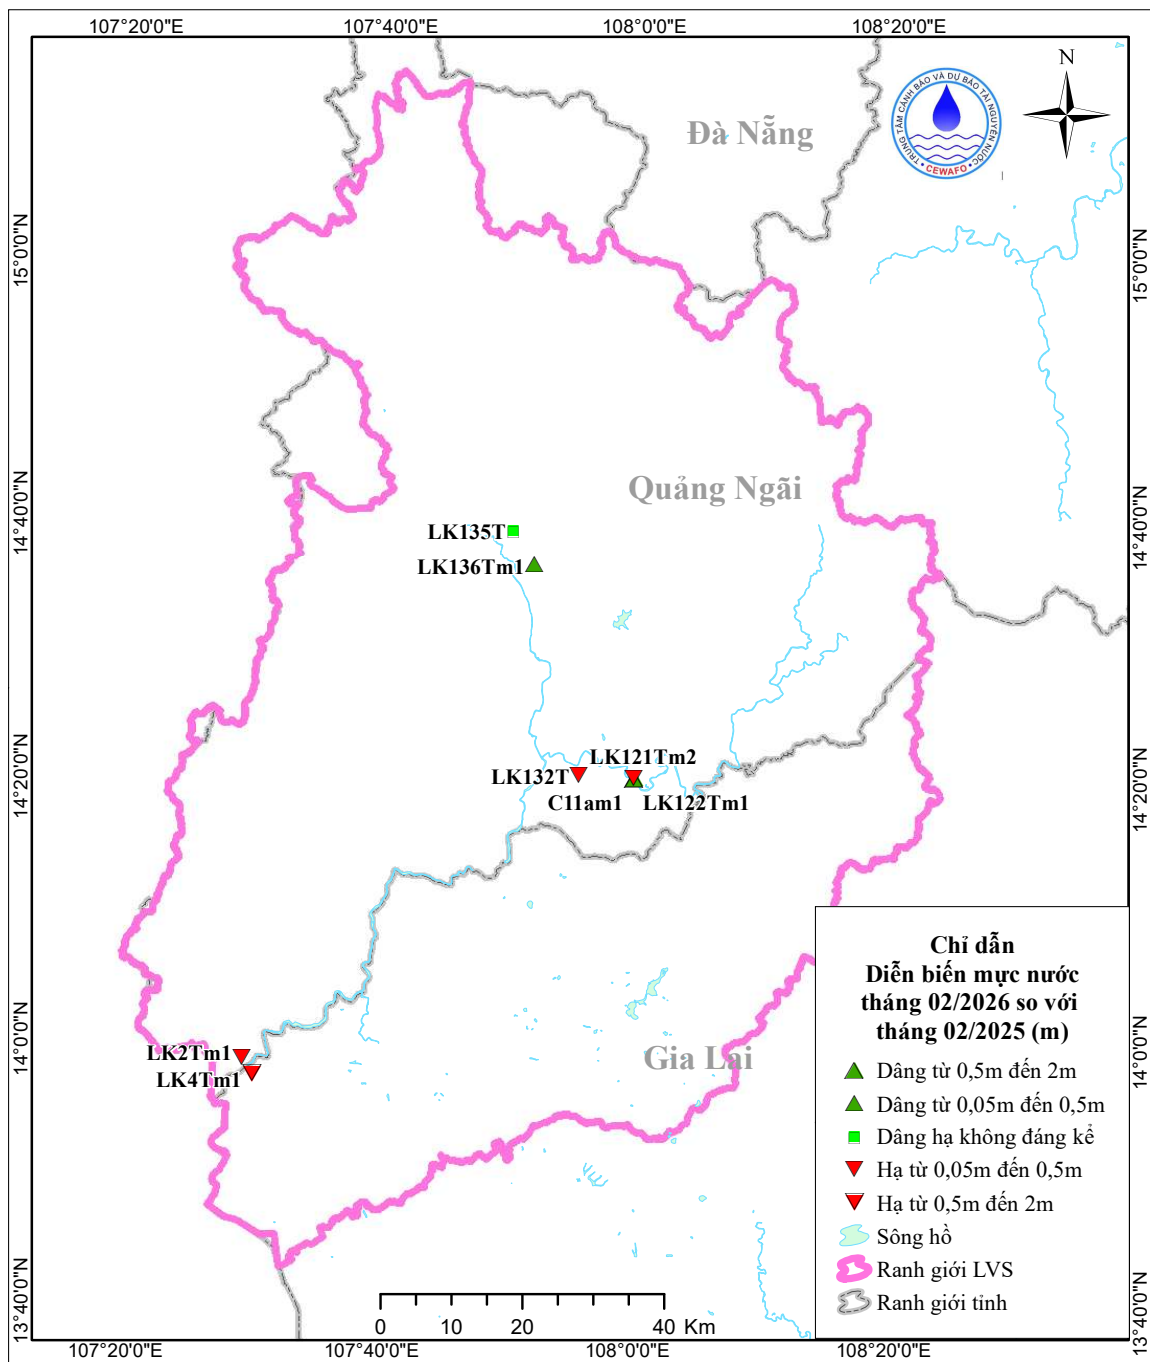 107°20'0"E 107°40'0"E 108°0'0"E 108°20'0"E
N
TRUNG TÂM CẢNH BÁO VÀ DỰ BÁO TÀI NGUYÊN NƯỚC
• CEWAFO •
Đà Nẵng
15°0'0"N 15°0'0"N
Quảng Ngãi
14°40'0"N 14°40'0"N
LK135T
LK136Tm1
14°20'0"N 14°20'0"N
LK121Tm2
LK132T
C11am1 LK122Tm1
14°0'0"N 14°0'0"N
LK2Tm1
LK4Tm1
Gia Lai
Chỉ dẫn
Diễn biến mực nước
tháng 02/2026 so với
tháng 02/2025 (m)
Dâng từ 0,5m đến 2m
Dâng từ 0,05m đến 0,5m
Dâng hạ không đáng kể
Hạ từ 0,05m đến 0,5m
Hạ từ 0,5m đến 2m
Sông hồ
Ranh giới LVS
Ranh giới tỉnh
13°40'0"N 13°40'0"N
0 10 20 40 Km
107°20'0"E 107°40'0"E 108°0'0"E 108°20'0"E